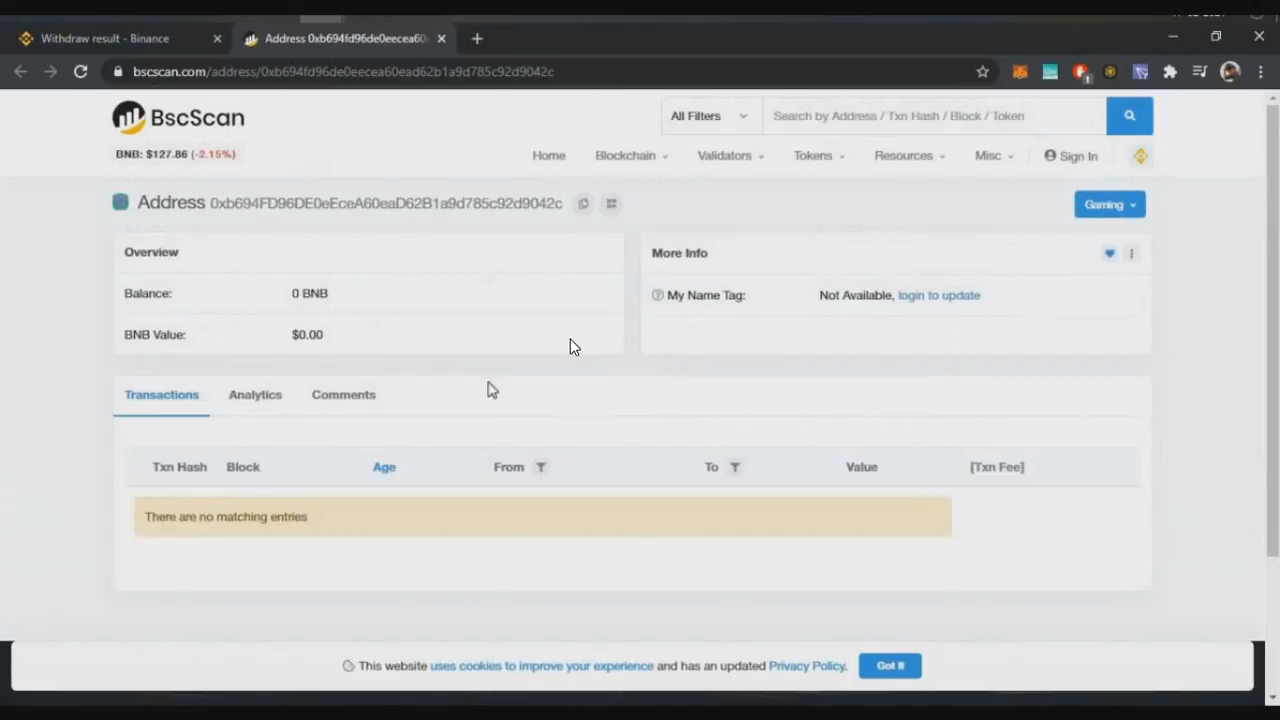 Withdraw result - Binance
Address 0xb694fd96de0eecea60
bscscan.com/address/0xb694fd96de0eecea60ead62b1a9d785c92d9042c
1
BscScan
All Filters
Search by Address / Txn Hash / Block / Token
BNB: $127.86 (-2.15%)
Home Blockchain Validators Tokens Resources Misc Sign In
Address 0xb694FD96DE0eEceA60eaD62B1a9d785c92d9042c
Gaming
Overview
More Info
Balance: 0 BNB
My Name Tag: Not Available, login to update
BNB Value: $0.00
Transactions Analytics Comments
Txn Hash Block Age From To Value [Txn Fee]
There are no matching entries
This website uses cookies to improve your experience and has an updated Privacy Policy.
Got It